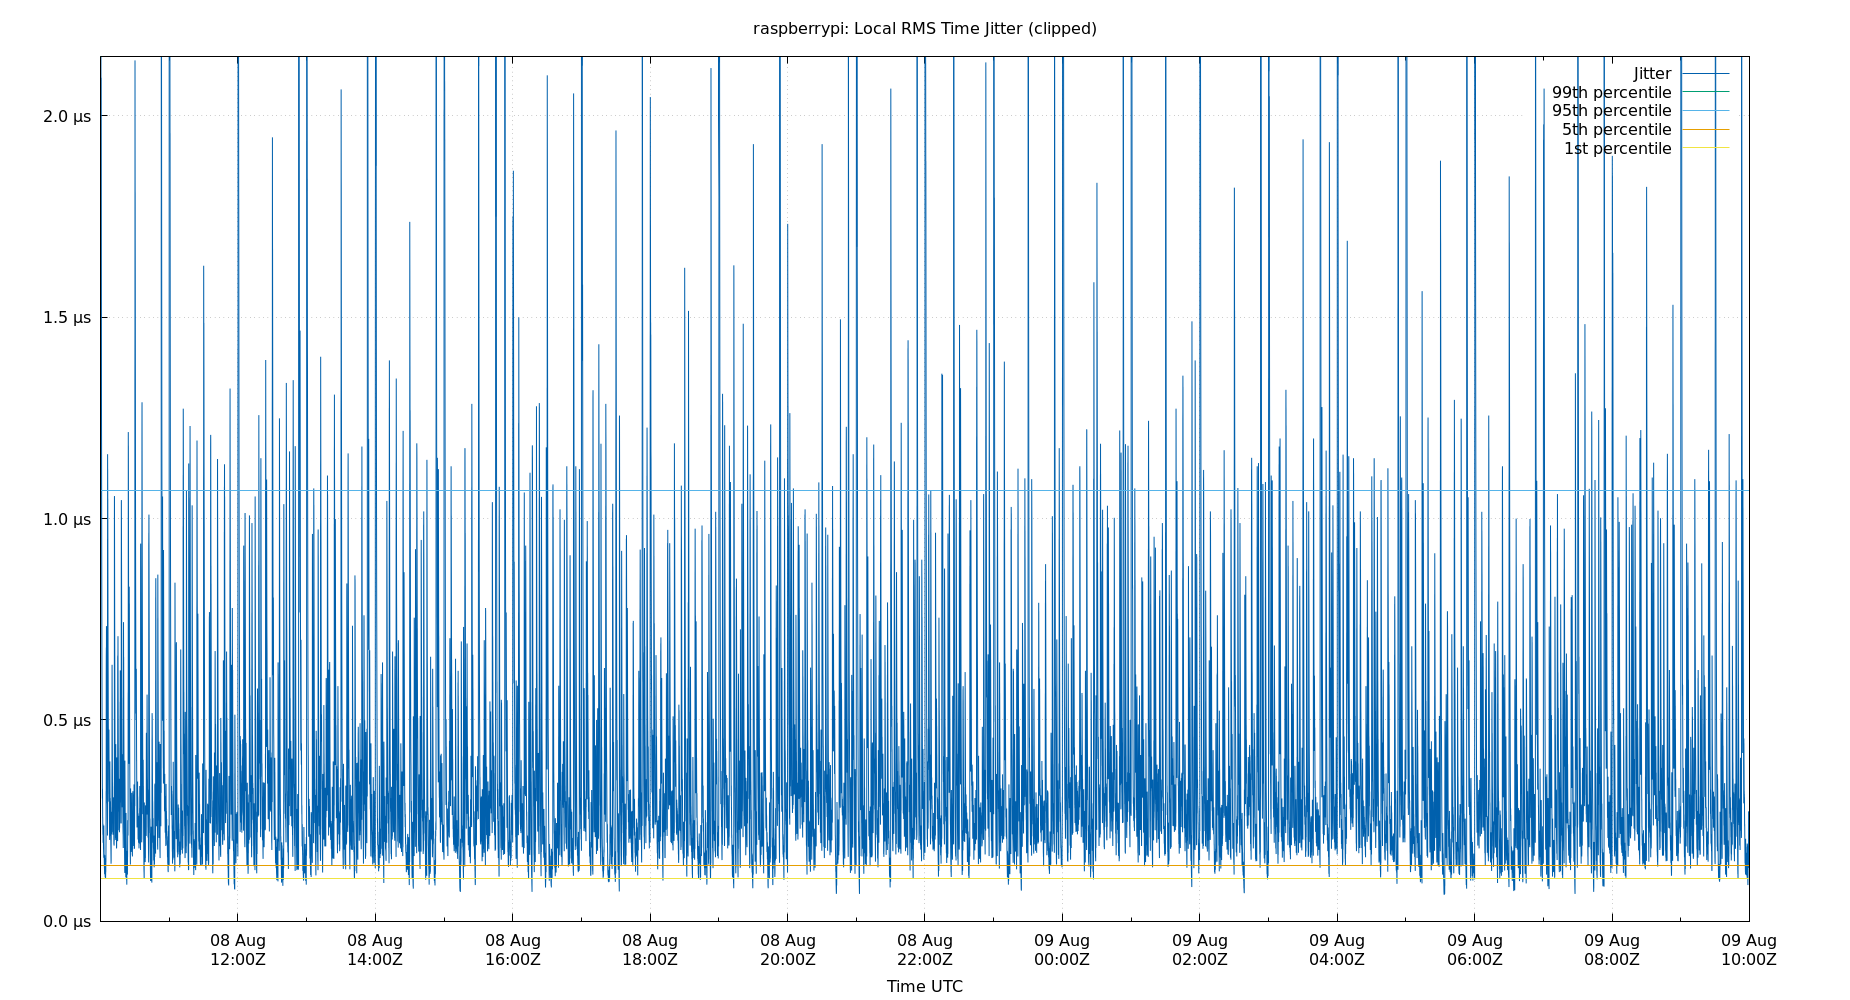 raspberrypi: Local RMS Time Jitter (clipped)
Jitter
99th percentile
95th percentile
5th percentile
1st percentile
2.0 µs
1.5 µs
1.0 µs
0.5 µs
0.0 µs
08 Aug 08 Aug 08 Aug 08 Aug 08 Aug 08 Aug 09 Aug 09 Aug 09 Aug 09 Aug 09 Aug 09 Aug
12:00Z 14:00Z 16:00Z 18:00Z 20:00Z 22:00Z 00:00Z 02:00Z 04:00Z 06:00Z 08:00Z 10:00Z
Time UTC